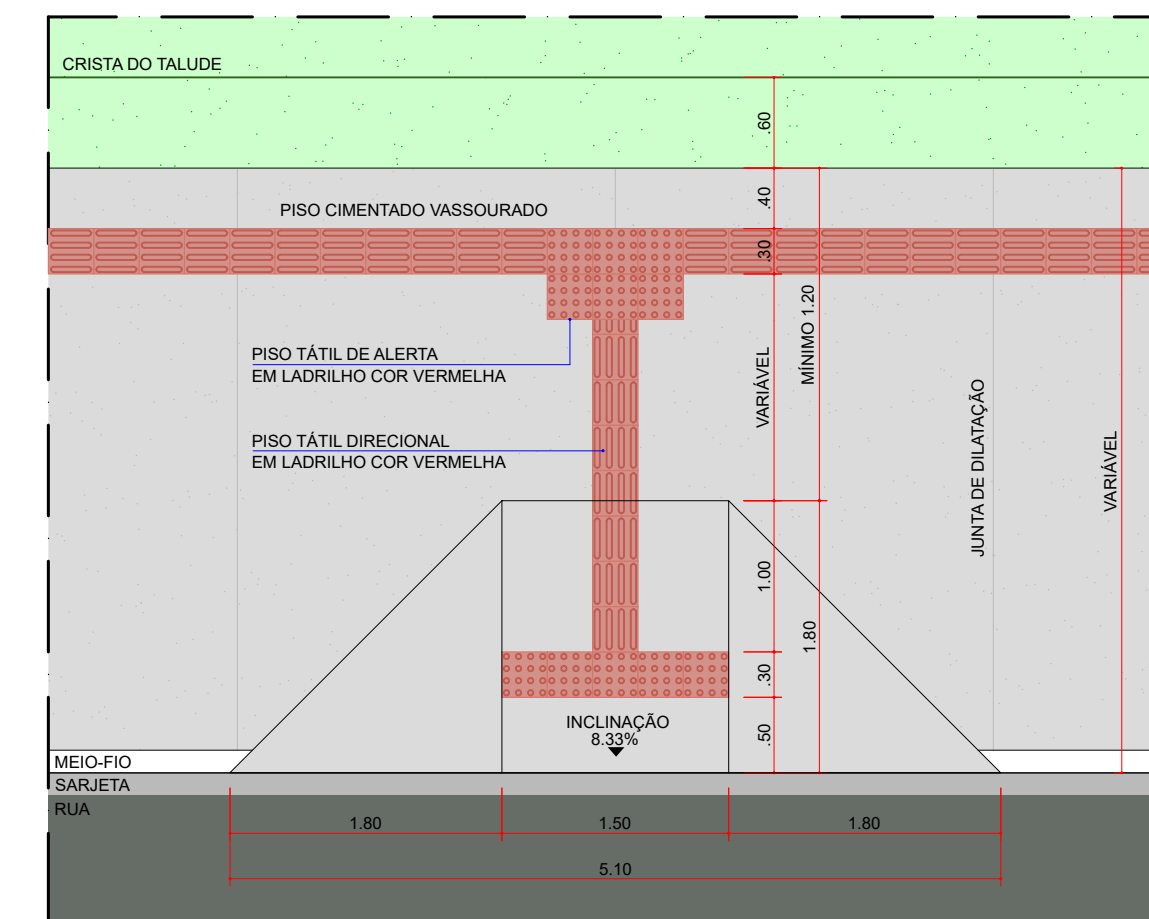 CRISTA DO TALUDE
.60
.40
PISO CIMENTADO VASSOURADO
.30
MÍNIMO 1.20
PISO TÁTIL DE ALERTA
EM LADRILHO COR VERMELHA
VARIÁVEL
PISO TÁTIL DIRECIONAL
EM LADRILHO COR VERMELHA
JUNTA DE DILATAÇÃO
VARIÁVEL
1.00
1.80
.30
.50
INCLINAÇÃO
8.33%
MEIO-FIO
SARJETA
RUA
1.80
1.50
1.80
5.10